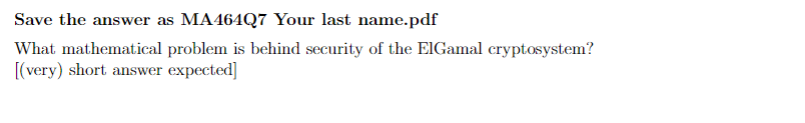 Save the answer as MA464Q7 Your last name.pdf
What mathematical problem is behind security of the ElGamal cryptosystem?
[(very) short answer expected]